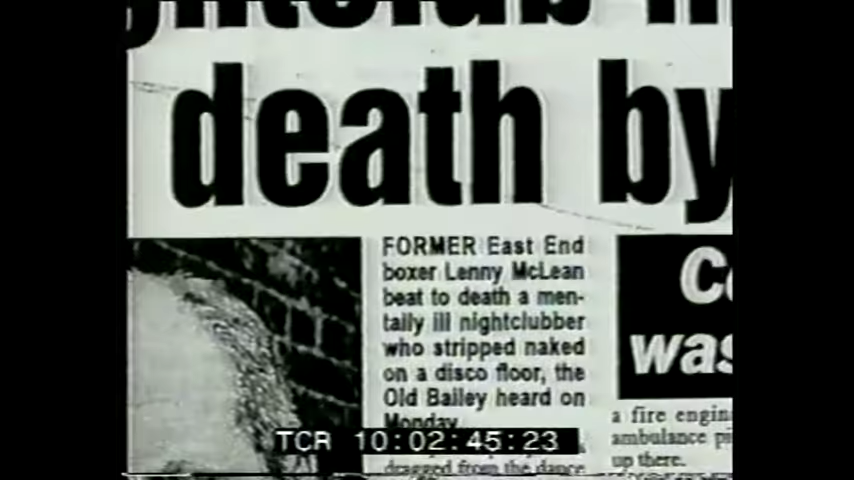 death by
FORMER East End
boxer Lenny McLean
beat to death a men-
tally ill nightclubber
who stripped naked
on a disco floor, the
Old Bailey heard on
Monday
dragged from the dance
was
a fire engin
ambulance pi
up there.
TCR 10:02:45:23